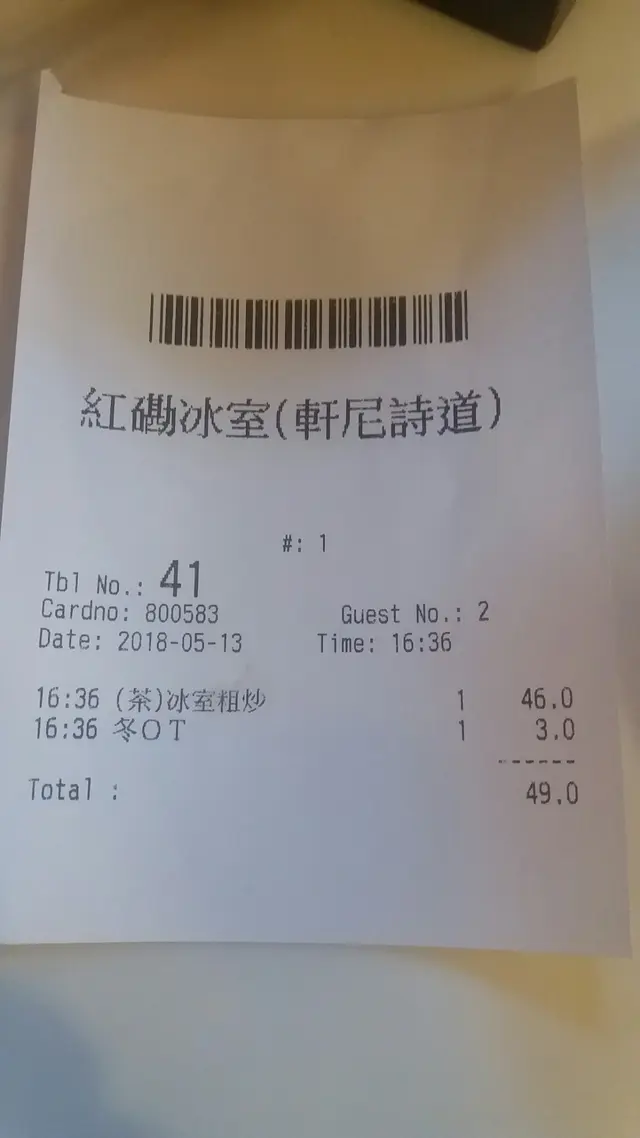 紅磡冰室(軒尼詩道)
#: 1
Tbl No.: 41
Cardno: 800583 Guest No.: 2
Date: 2018-05-13 Time: 16:36
16:36 (茶)冰室粗炒 1 46.0
16:36 冬OT 1 3.0
------
Total : 49.0